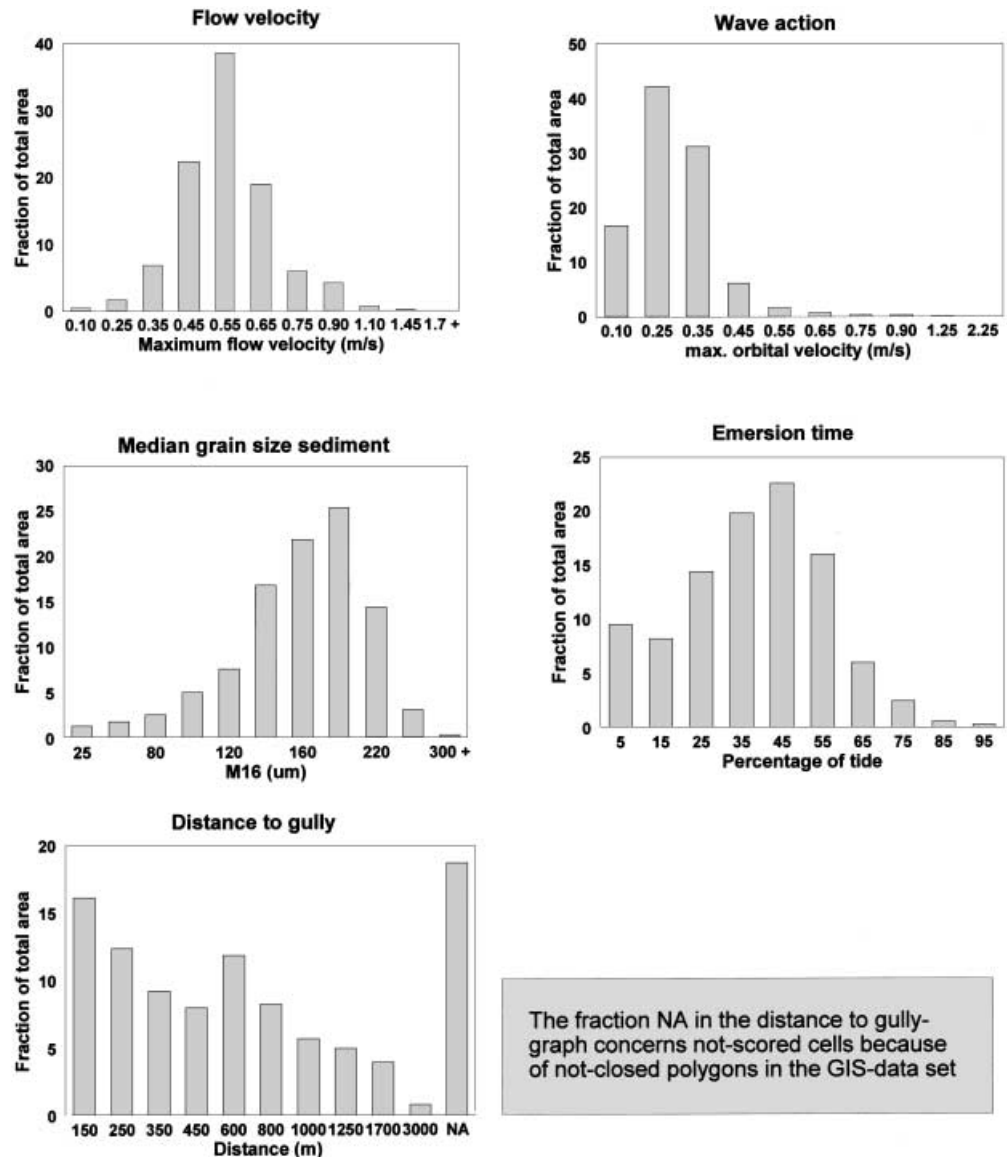 Flow velocity
Fraction of total area
40
30
20
10
0
0.10 0.25 0.35 0.45 0.55 0.65 0.75 0.90 1.10 1.45 1.7 +
Maximum flow velocity (m/s)
Wave action
Fraction of total area
50
40
30
20
10
0
0.10 0.25 0.35 0.45 0.55 0.65 0.75 0.90 1.25 2.25
max. orbital velocity (m/s)
Median grain size sediment
Fraction of total area
30
25
20
15
10
5
0
25 80 120 160 220 300 +
M16 (um)
Emersion time
Fraction of total area
25
20
15
10
5
0
5 15 25 35 45 55 65 75 85 95
Percentage of tide
Distance to gully
Fraction of total area
20
15
10
5
0
150 250 350 450 600 800 1000 1250 1700 3000 NA
Distance (m)
The fraction NA in the distance to gully-
graph concerns not-scored cells because
of not-closed polygons in the GIS-data set